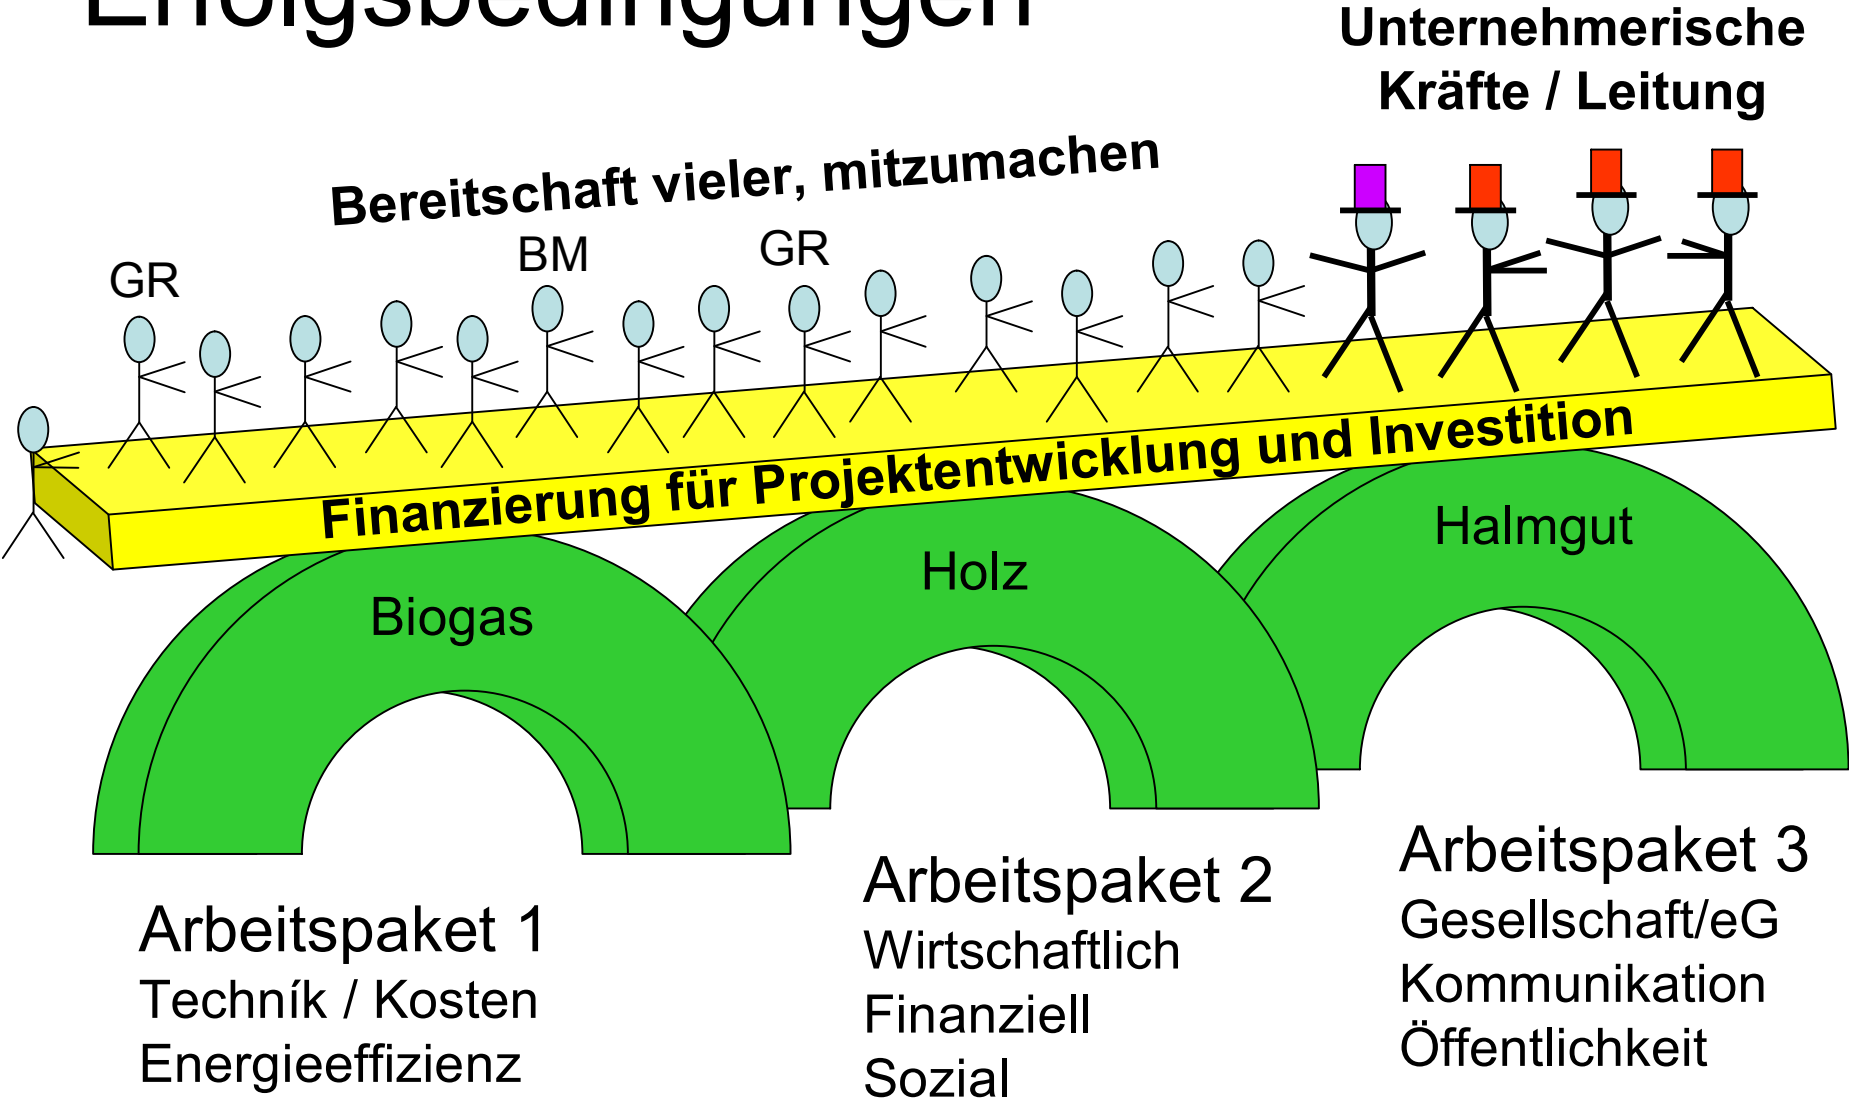 Erfolgsbedingungen
Unternehmerische
Kräfte / Leitung
Bereitschaft vieler, mitzumachen
GR
BM
GR
Finanzierung für Projektentwicklung und Investition
Biogas
Holz
Halmgut
Arbeitspaket 1
Techník / Kosten
Energieeffizienz
Arbeitspaket 2
Wirtschaftlich
Finanziell
Sozial
Arbeitspaket 3
Gesellschaft/eG
Kommunikation
Öffentlichkeit